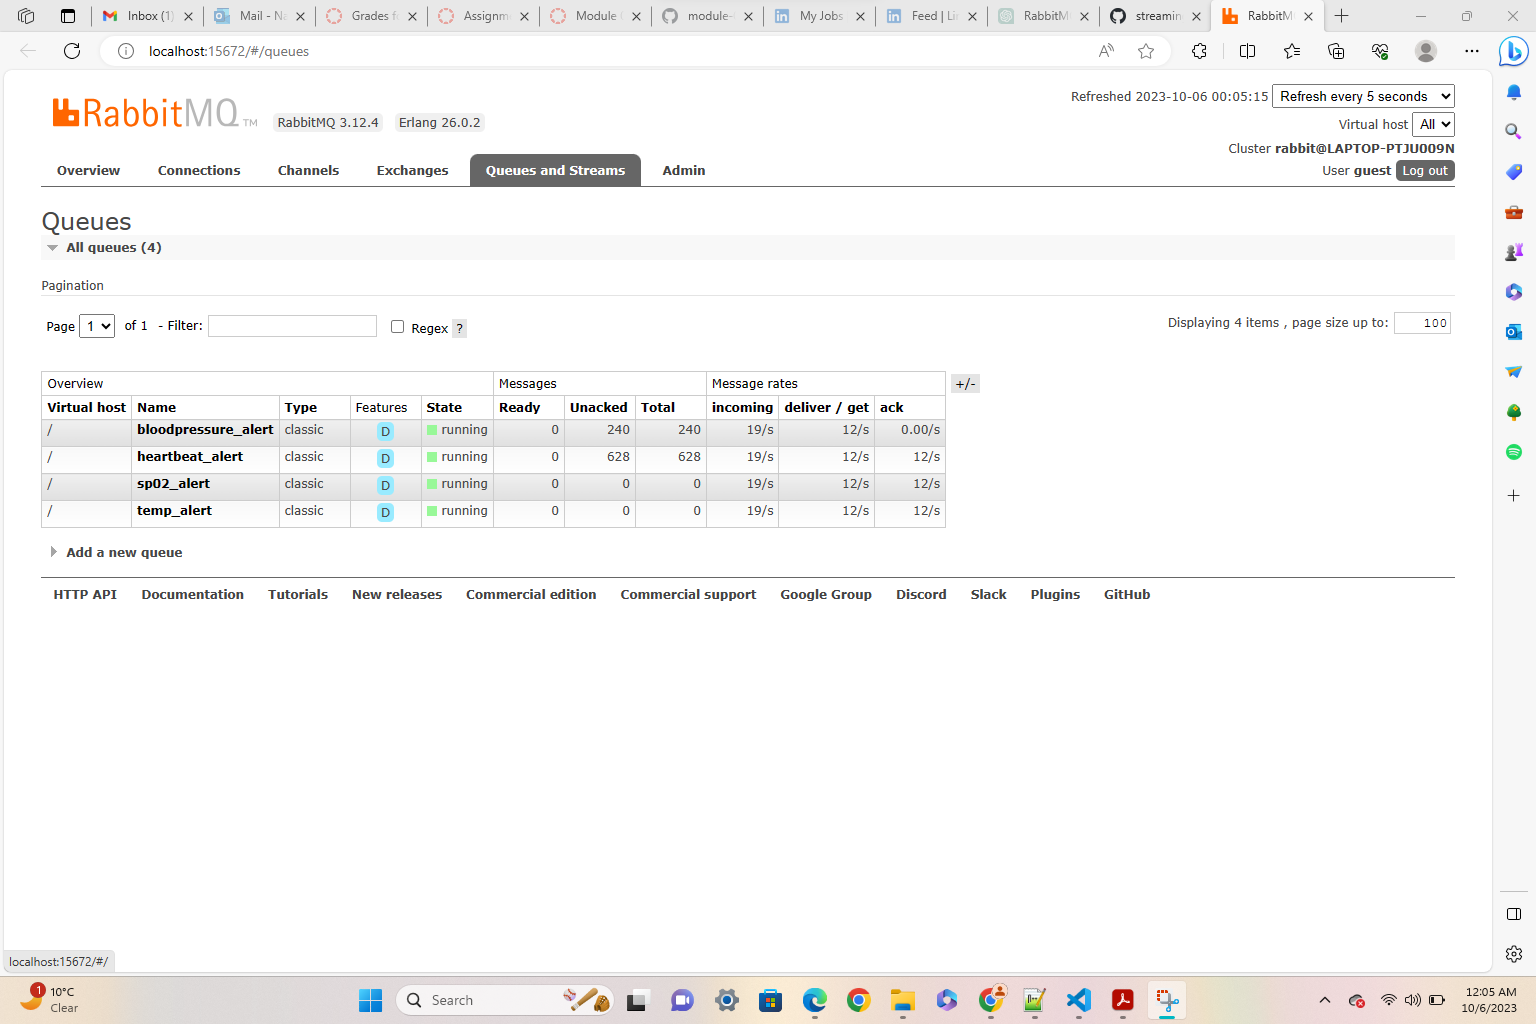 Inbox (1)
Mail - Na
Grades fo
Assignme
Module
module-
My Jobs
Feed | Li
RabbitM
streamin
RabbitM
localhost:15672/#/queues
RabbitMQ TM
RabbitMQ 3.12.4 Erlang 26.0.2
Refreshed 2023-10-06 00:05:15 Refresh every 5 seconds
Virtual host All
Cluster rabbit@LAPTOP-PTJU009N
User guest Log out
Overview Connections Channels Exchanges Queues and Streams Admin
Queues
All queues (4)
Pagination
Page 1 of 1 - Filter: Regex ?
Displaying 4 items , page size up to: 100
Overview Messages Message rates +/-
Virtual host Name Type Features State Ready Unacked Total incoming deliver / get ack
/ bloodpressure_alert classic D running 0 240 240 19/s 12/s 0.00/s
/ heartbeat_alert classic D running 0 628 628 19/s 12/s 12/s
/ sp02_alert classic D running 0 0 0 19/s 12/s 12/s
/ temp_alert classic D running 0 0 0 19/s 12/s 12/s
Add a new queue
HTTP API Documentation Tutorials New releases Commercial edition Commercial support Google Group Discord Slack Plugins GitHub
localhost:15672/#/
1
10°C
Clear
Search
12:05 AM
10/6/2023